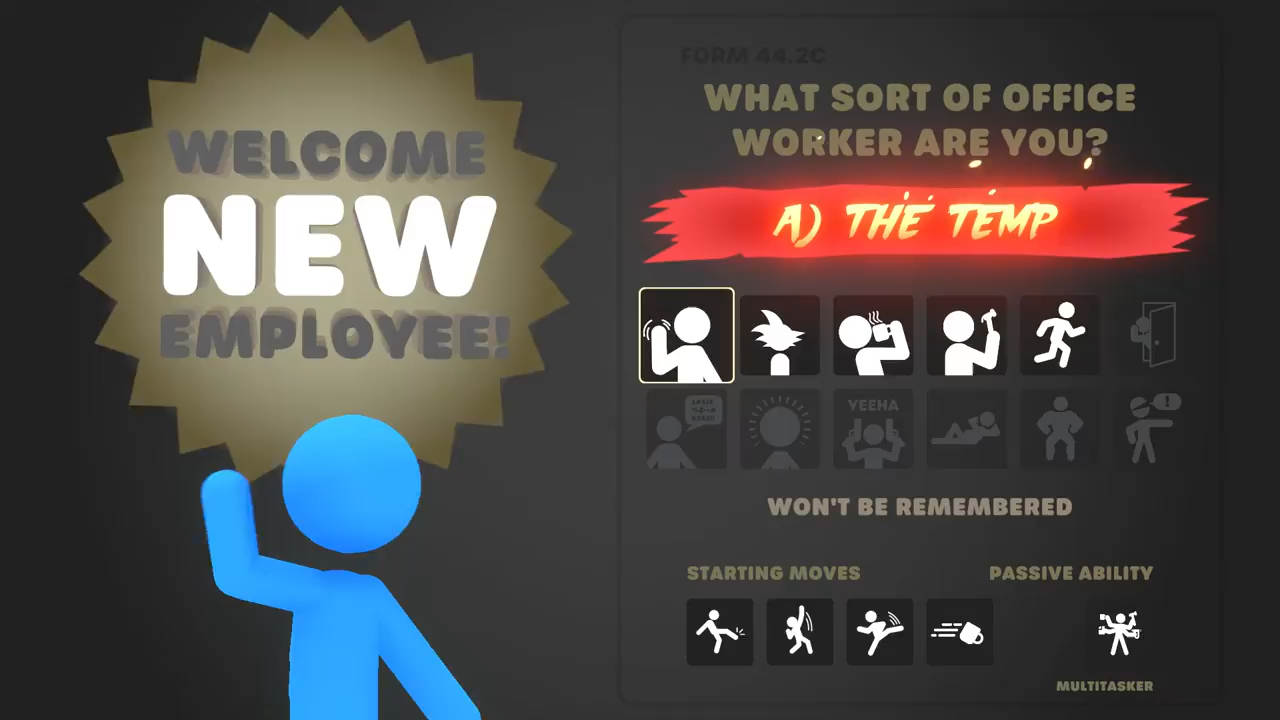 WELCOME
NEW
EMPLOYEE!
FORM 44.2C
WHAT SORT OF OFFICE
WORKER ARE YOU?
A) THE TEMP
YEEHA
!
WON'T BE REMEMBERED
STARTING MOVES
PASSIVE ABILITY
MULTITASKER